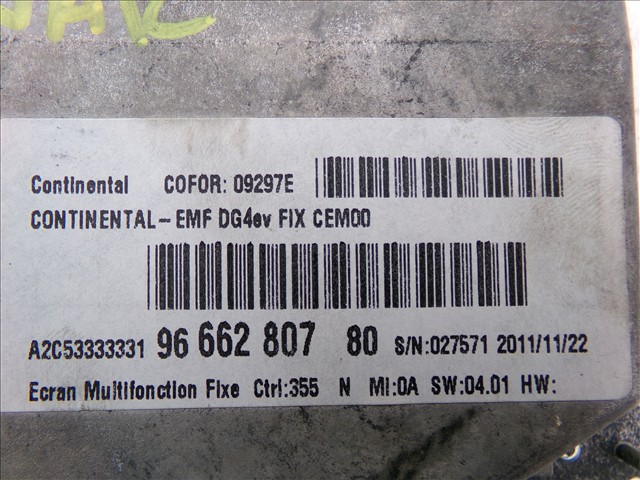 Continental COFOR: 09297E
CONTINENTAL-EMF DG4ev FIX CEM00
A2C53333331 96 662 807 80 S/N:027571 2011/11/22
Ecran Multifonction Fixe Ctrl:355 N MI:0A SW:04.01 HW: